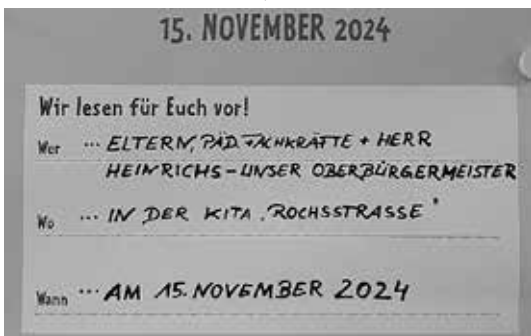 15. NOVEMBER 2024
Wir lesen für Euch vor!
Wer ... ELTERN, PÄD. FACHKRÄFTE + HERR
HEINRICHS - UNSER OBERBÜRGERMEISTER
Wo ... IN DER KITA „ROCHSSTRASSE"
Wann ... AM 15. NOVEMBER 2024